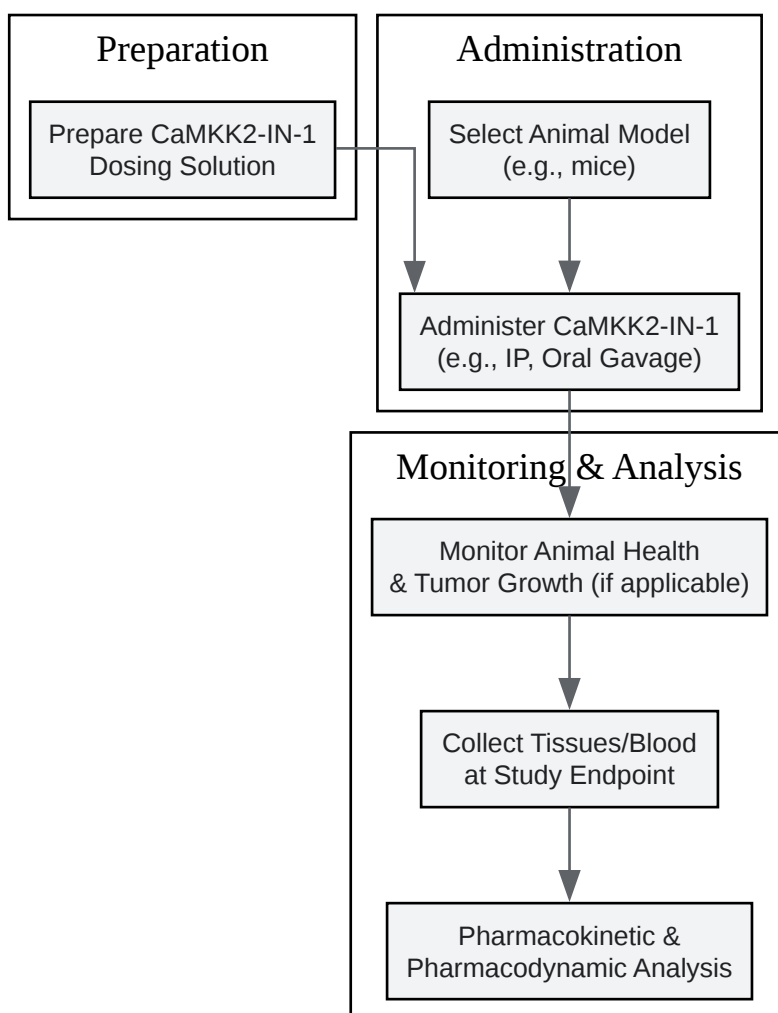 Preparation
Prepare CaMKK2-IN-1
Dosing Solution
Administration
Select Animal Model
(e.g., mice)
Administer CaMKK2-IN-1
(e.g., IP, Oral Gavage)
Monitoring & Analysis
Monitor Animal Health
& Tumor Growth (if applicable)
Collect Tissues/Blood
at Study Endpoint
Pharmacokinetic &
Pharmacodynamic Analysis